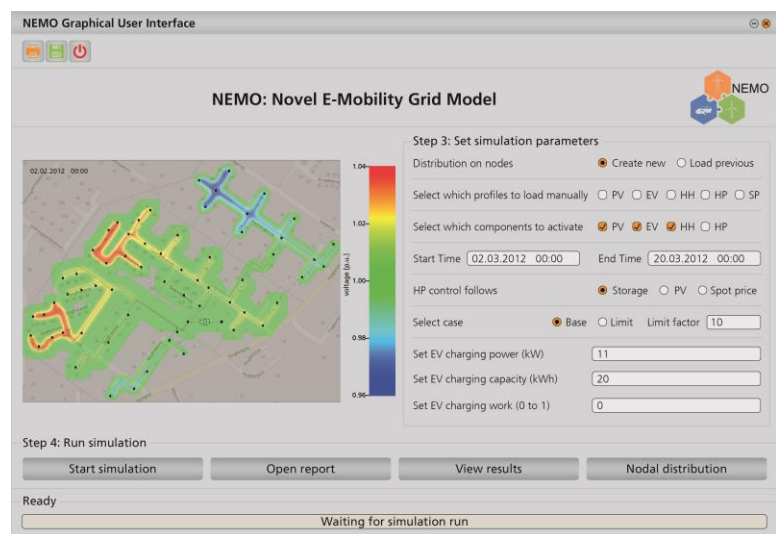 NEMO Graphical User Interface
NEMO: Novel E-Mobility Grid Model
NEMO
02.02.2012 00:00
1.04
1.02
1.00
0.98
0.96
voltage [p.u.]
Step 3: Set simulation parameters
Distribution on nodes Create new Load previous
Select which profiles to load manually PV EV HH HP SP
Select which components to activate PV EV HH HP
Start Time 02.03.2012 00:00 End Time 20.03.2012 00:00
HP control follows Storage PV Spot price
Select case Base Limit Limit factor 10
Set EV charging power (kW) 11
Set EV charging capacity (kWh) 20
Set EV charging work (0 to 1) 0
Step 4: Run simulation
Start simulation Open report View results Nodal distribution
Ready
Waiting for simulation run